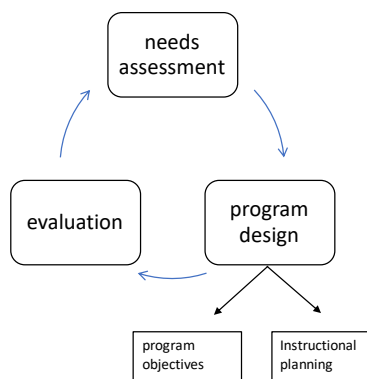 needs
assessment
evaluation
program
design
program
objectives
Instructional
planning